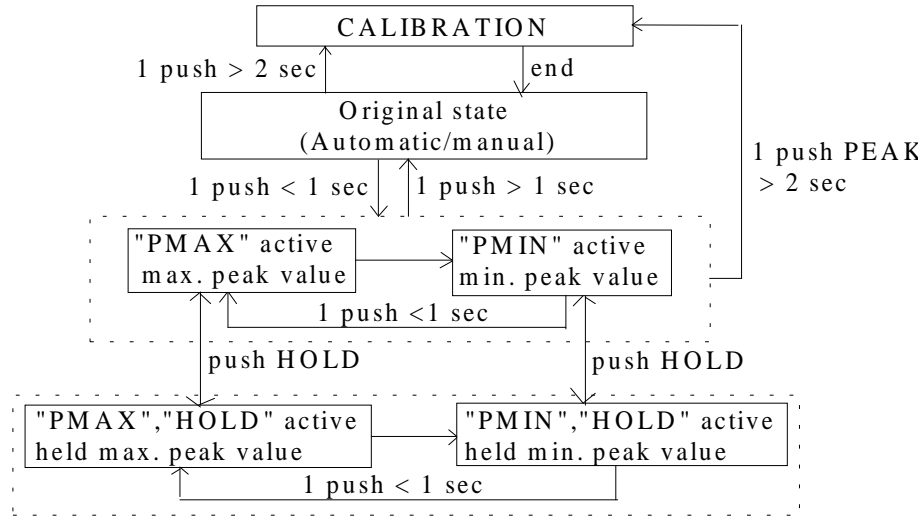 CALIBRATION
1 push > 2 sec
end
Original state
(Automatic/manual)
1 push PEAK
> 2 sec
1 push < 1 sec
1 push > 1 sec
"PMAX" active
max. peak value
"PMIN" active
min. peak value
1 push <1 sec
push HOLD
push HOLD
"PMAX","HOLD" active
held max. peak value
"PMIN","HOLD" active
held min. peak value
1 push < 1 sec